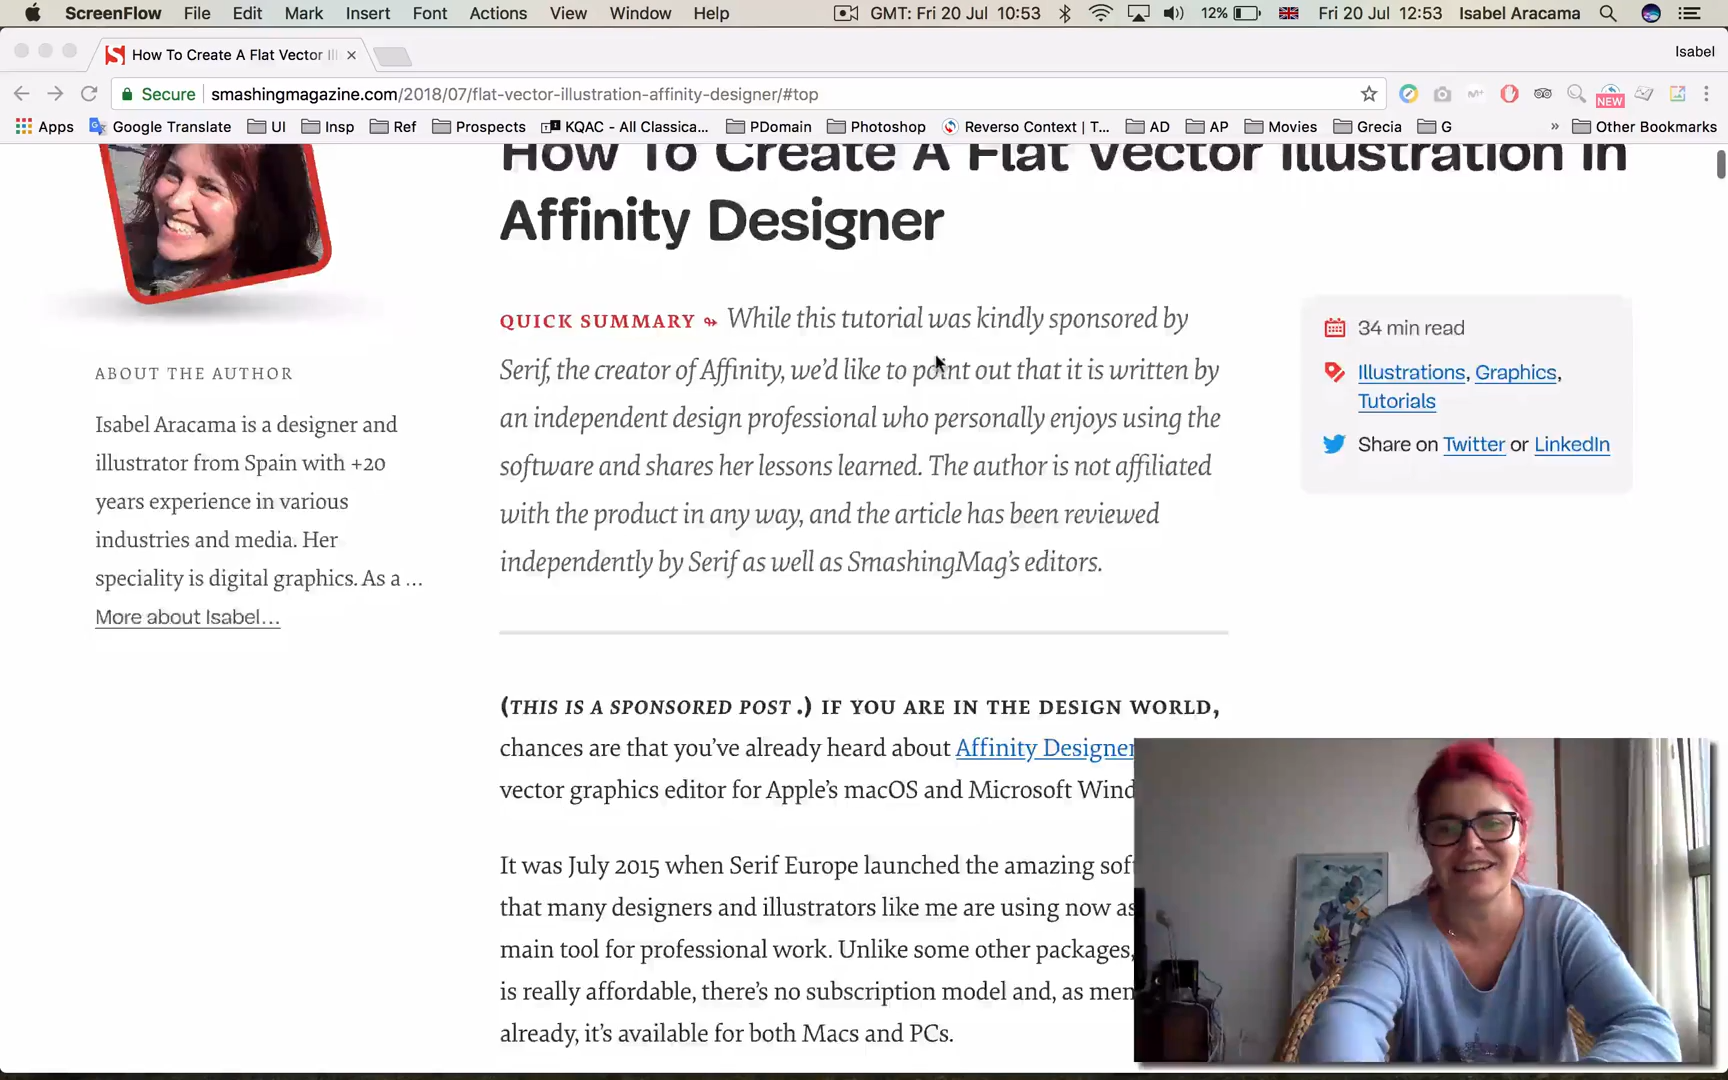 ScreenFlow File Edit Mark Insert Font Actions View Window Help GMT: Fri 20 Jul 10:53 12% Fri 20 Jul 12:53 Isabel Aracama
How To Create A Flat Vector Ill
Isabel
Secure smashingmagazine.com/2018/07/flat-vector-illustration-affinity-designer/#top
NEW
Apps Google Translate UI Insp Ref Prospects KQAC - All Classica... PDomain Photoshop Reverso Context | T... AD AP Movies Grecia G » Other Bookmarks
How To Create A Flat Vector Illustration In
Affinity Designer
QUICK SUMMARY ↬ While this tutorial was kindly sponsored by
Serif, the creator of Affinity, we’d like to point out that it is written by
an independent design professional who personally enjoys using the
software and shares her lessons learned. The author is not affiliated
with the product in any way, and the article has been reviewed
independently by Serif as well as SmashingMag’s editors.
34 min read
Illustrations, Graphics,
Tutorials
Share on Twitter or LinkedIn
ABOUT THE AUTHOR
Isabel Aracama is a designer and
illustrator from Spain with +20
years experience in various
industries and media. Her
speciality is digital graphics. As a ...
More about Isabel...
(THIS IS A SPONSORED POST.) IF YOU ARE IN THE DESIGN WORLD,
chances are that you’ve already heard about Affinity Designer
vector graphics editor for Apple’s macOS and Microsoft Wind
It was July 2015 when Serif Europe launched the amazing sof
that many designers and illustrators like me are using now as
main tool for professional work. Unlike some other packages,
is really affordable, there’s no subscription model and, as men
already, it’s available for both Macs and PCs.